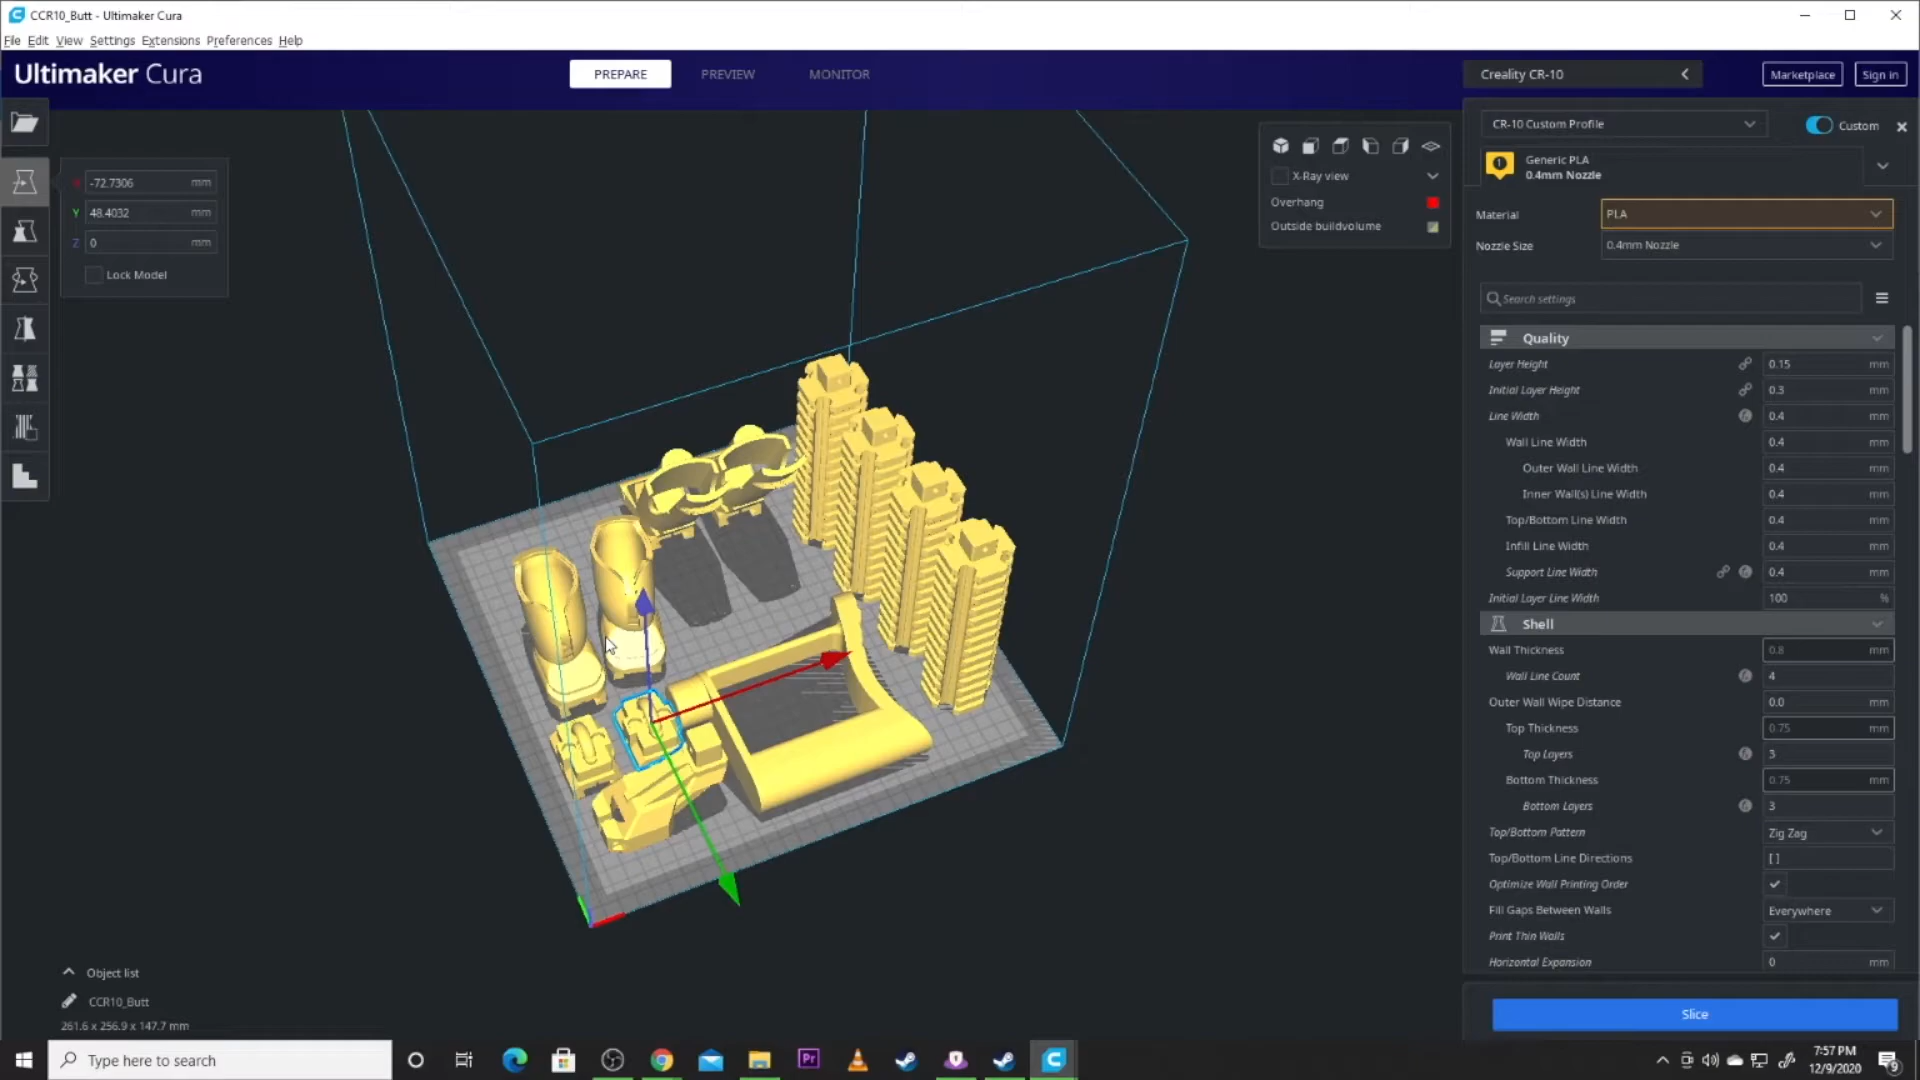 CCR10_Butt - Ultimaker Cura
File Edit View Settings Extensions Preferences Help
Ultimaker Cura
PREPARE
PREVIEW
MONITOR
Creality CR-10
Marketplace
Sign in
CR-10 Custom Profile
Custom
Generic PLA
0.4mm Nozzle
Material
PLA
Nozzle Size
0.4mm Nozzle
Search settings
X -72.7306 mm
Y 48.4032 mm
Z 0 mm
Lock Model
X-Ray view
Overhang
Outside buildvolume
Quality
Layer Height 0.15 mm
Initial Layer Height 0.3 mm
Line Width 0.4 mm
Wall Line Width 0.4 mm
Outer Wall Line Width 0.4 mm
Inner Wall(s) Line Width 0.4 mm
Top/Bottom Line Width 0.4 mm
Infill Line Width 0.4 mm
Support Line Width 0.4 mm
Initial Layer Line Width 100 %
Shell
Wall Thickness 0.8 mm
Wall Line Count 4
Outer Wall Wipe Distance 0.0 mm
Top Thickness 0.75 mm
Top Layers 3
Bottom Thickness 0.75 mm
Bottom Layers 3
Top/Bottom Pattern Zig Zag
Top/Bottom Line Directions [ ]
Optimize Wall Printing Order
Fill Gaps Between Walls Everywhere
Print Thin Walls
Horizontal Expansion 0 mm
Object list
CCR10_Butt
261.6 x 256.9 x 147.7 mm
Slice
Type here to search
Pr
7:57 PM
12/9/2020
9